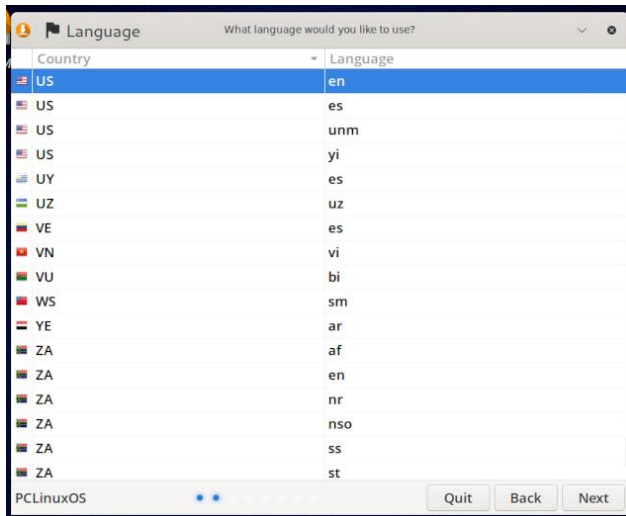 Language What language would you like to use?
Country Language
US en
US es
US unm
US yi
UY es
UZ uz
VE es
VN vi
VU bi
WS sm
YE ar
ZA af
ZA en
ZA nr
ZA nso
ZA ss
ZA st
PCLinuxOS Quit Back Next